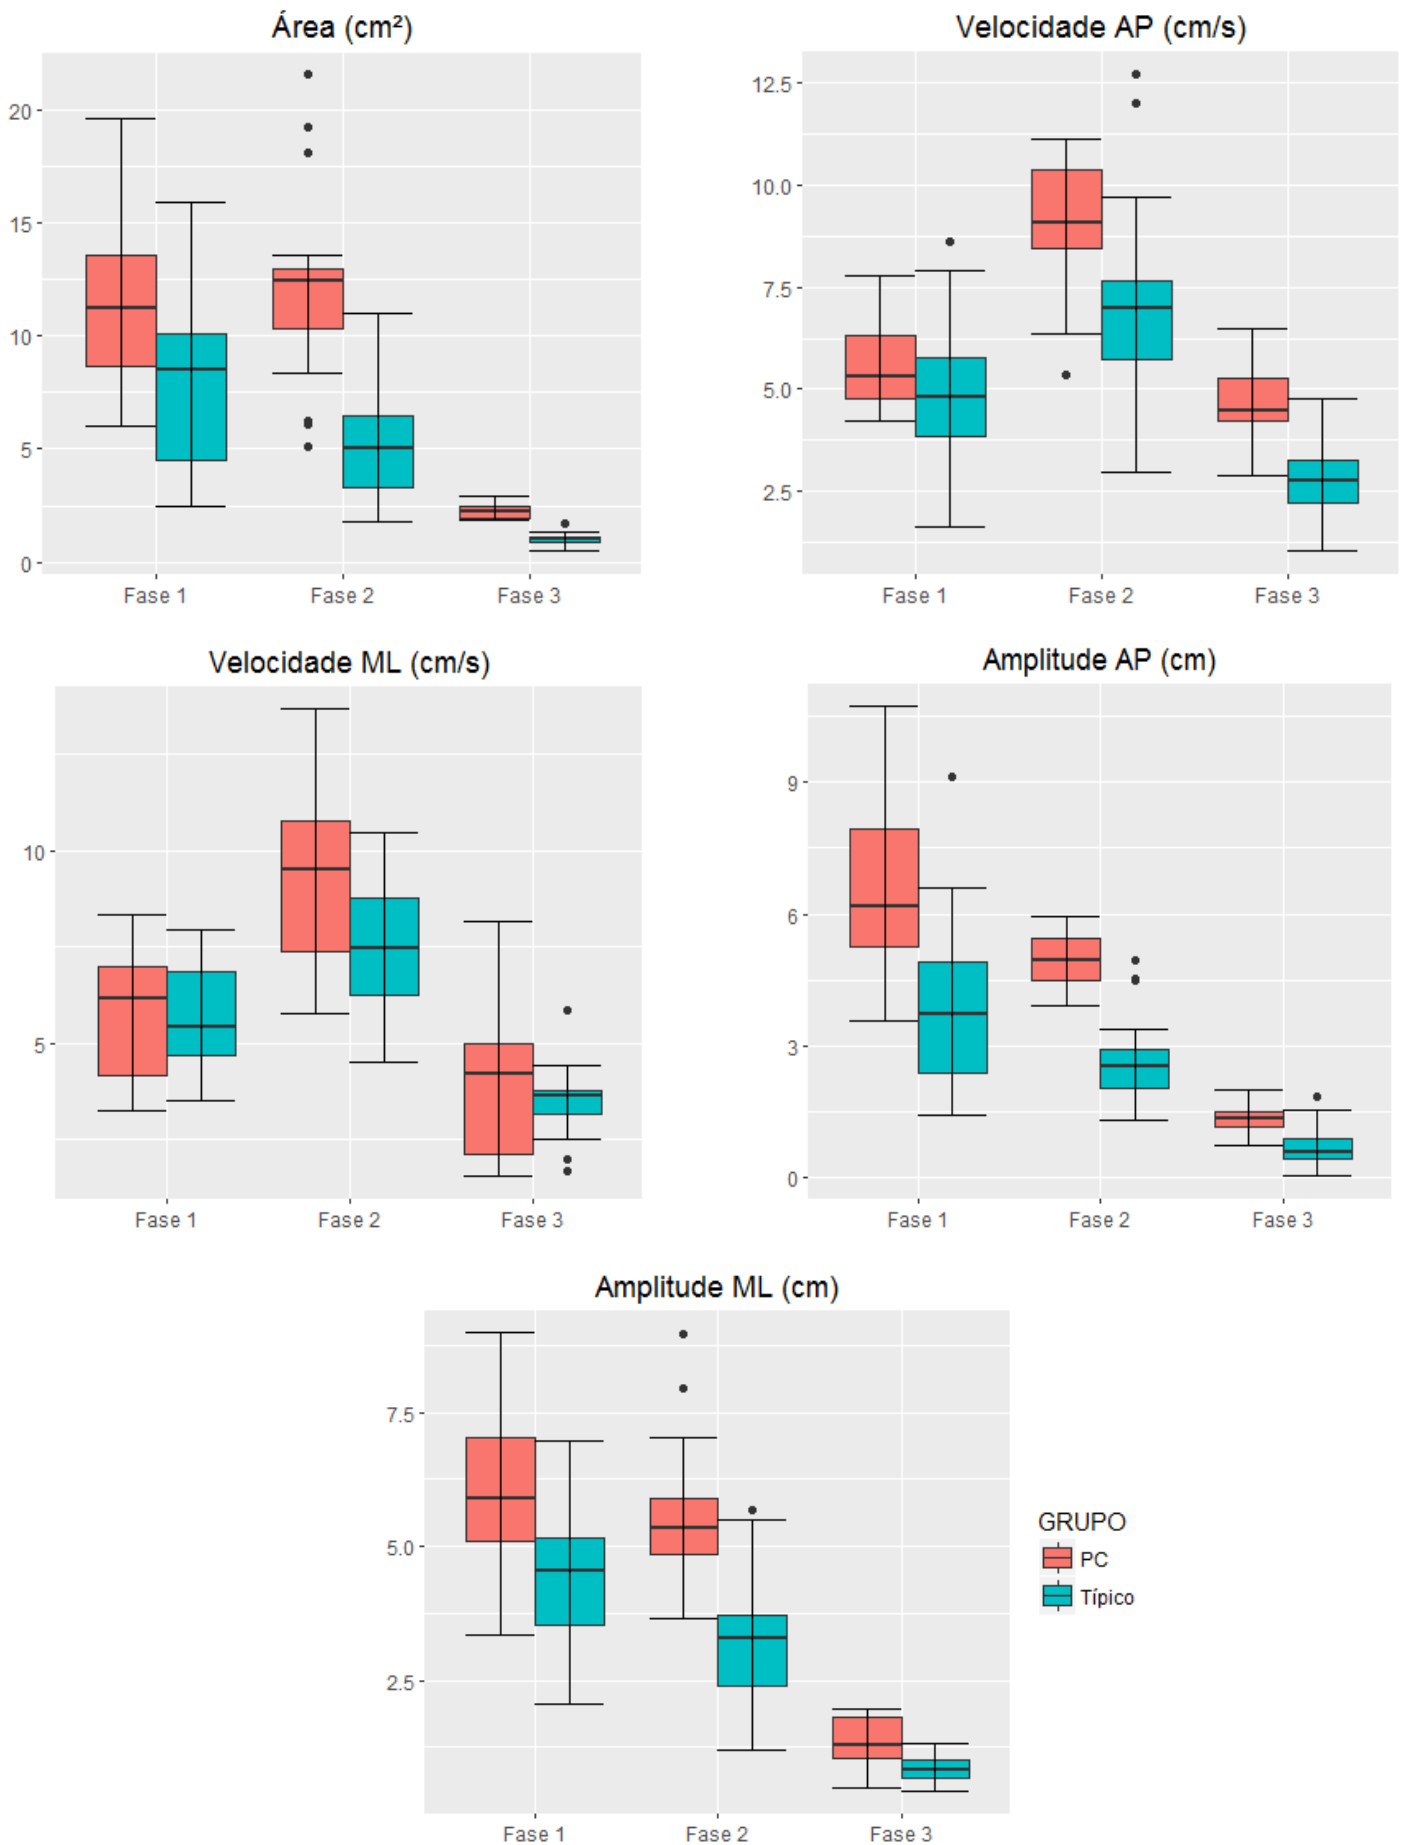 Área (cm²)
20
15
10
5
0
Fase 1 Fase 2 Fase 3
Velocidade AP (cm/s)
12.5
10.0
7.5
5.0
2.5
Fase 1 Fase 2 Fase 3
Velocidade ML (cm/s)
10
5
Fase 1 Fase 2 Fase 3
Amplitude AP (cm)
9
6
3
0
Fase 1 Fase 2 Fase 3
Amplitude ML (cm)
7.5
5.0
2.5
Fase 1 Fase 2 Fase 3
GRUPO
PC
Típico